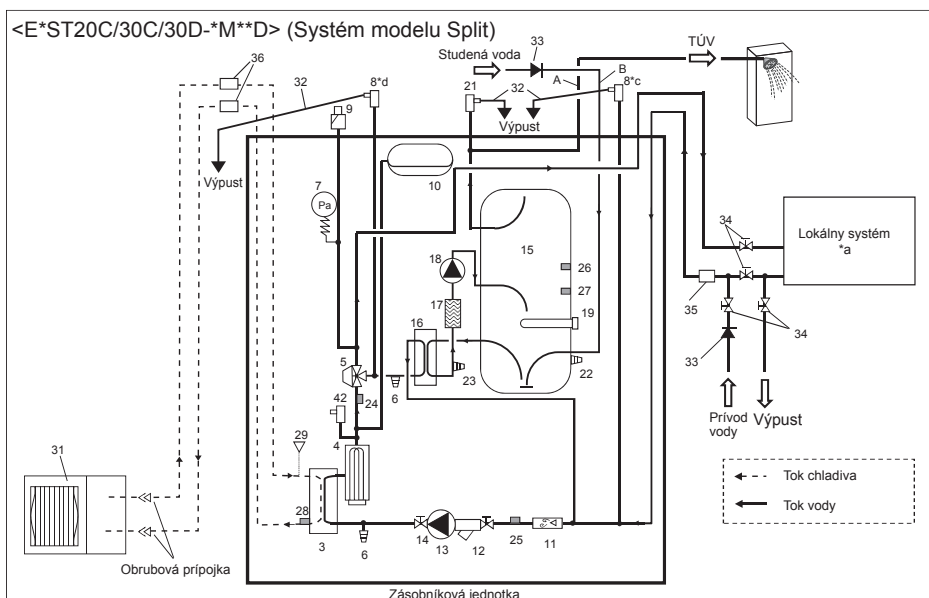 <E*ST20C/30C/30D-*M**D> (Systém modelu Split)
36
32
8*d
9
Studená voda
33
TÚV
A
B
21
32
8*c
Výpust
Výpust
7
Pa
10
15
18
17
16
26
27
19
22
23
5
6
24
42
4
29
28
3
6
14
13
12
25
11
34
Lokálny systém
*a
35
34
33
Prívod
vody
Výpust
31
Obrubová prípojka
Tok chladiva
Tok vody
Zásobníková jednotka